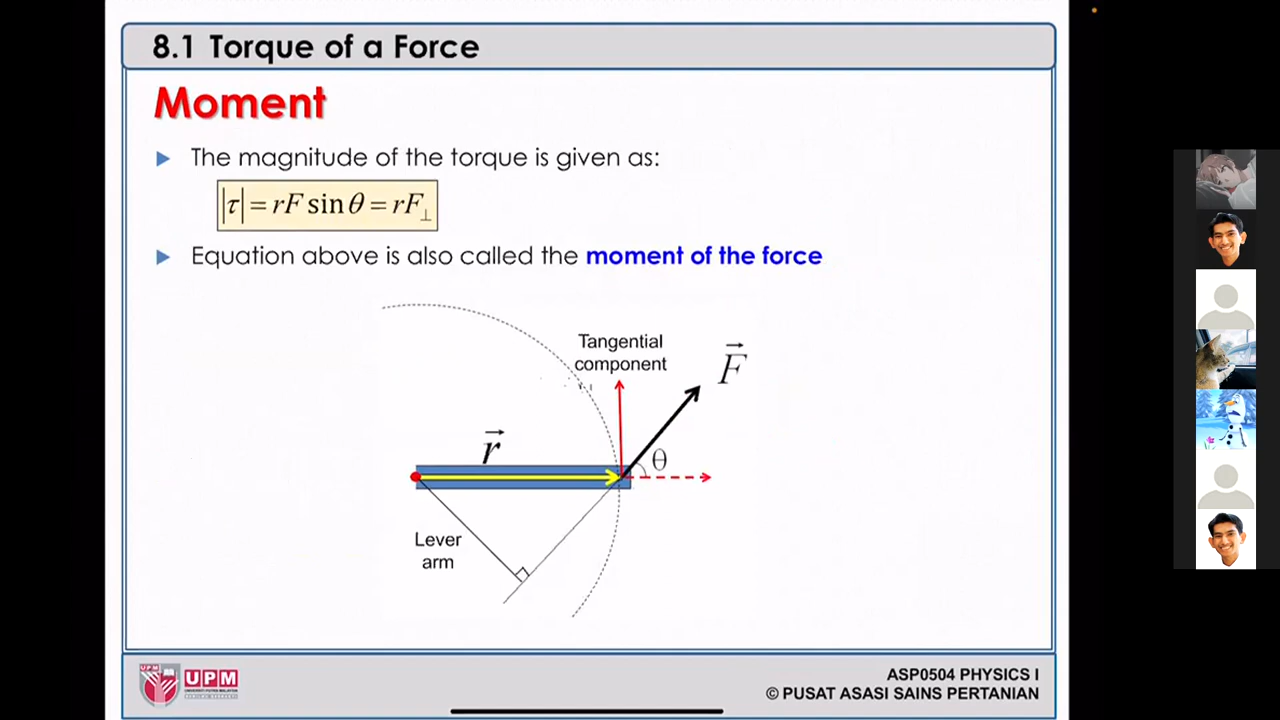 8.1 Torque of a Force
Moment
The magnitude of the torque is given as:
|τ| = rF sin θ = rF⊥
Equation above is also called the moment of the force
Tangential
component
F
r
θ
Lever
arm
UPM
UPM
ASP0504 PHYSICS I
© PUSAT ASASI SAINS PERTANIAN